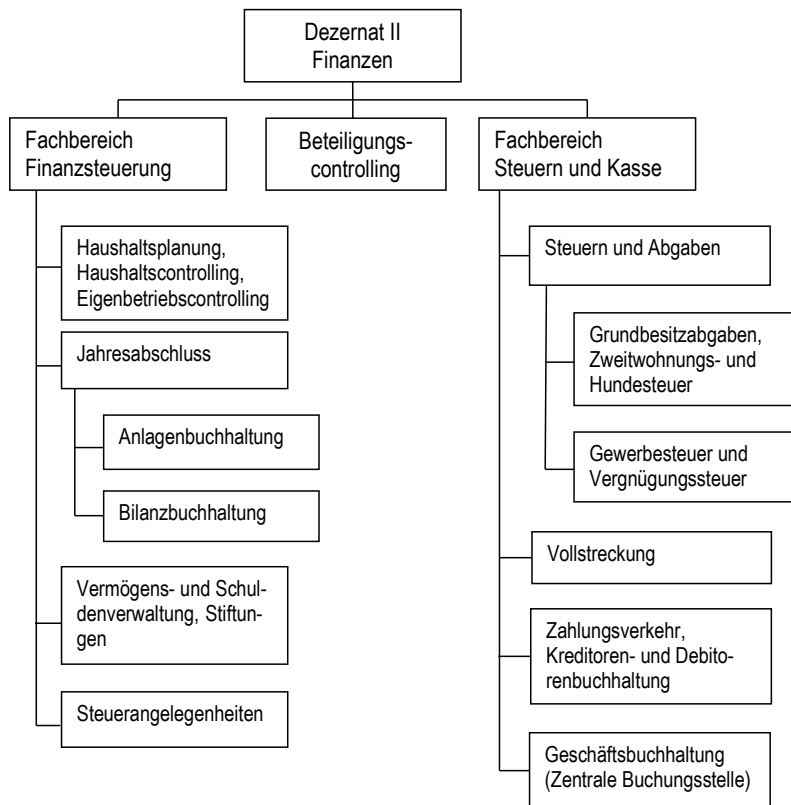 Dezernat II
Finanzen
Fachbereich
Finanzsteuerung
Beteiligungs-
controlling
Fachbereich
Steuern und Kasse
Haushaltsplanung,
Haushaltscontrolling,
Eigenbetriebscontrolling
Jahresabschluss
Anlagenbuchhaltung
Bilanzbuchhaltung
Vermögens- und Schul-
denverwaltung, Stiftun-
gen
Steuerangelegenheiten
Steuern und Abgaben
Grundbesitzabgaben,
Zweitwohnungs- und
Hundesteuer
Gewerbesteuer und
Vergnügungssteuer
Vollstreckung
Zahlungsverkehr,
Kreditoren- und Debito-
renbuchhaltung
Geschäftsbuchhaltung
(Zentrale Buchungsstelle)